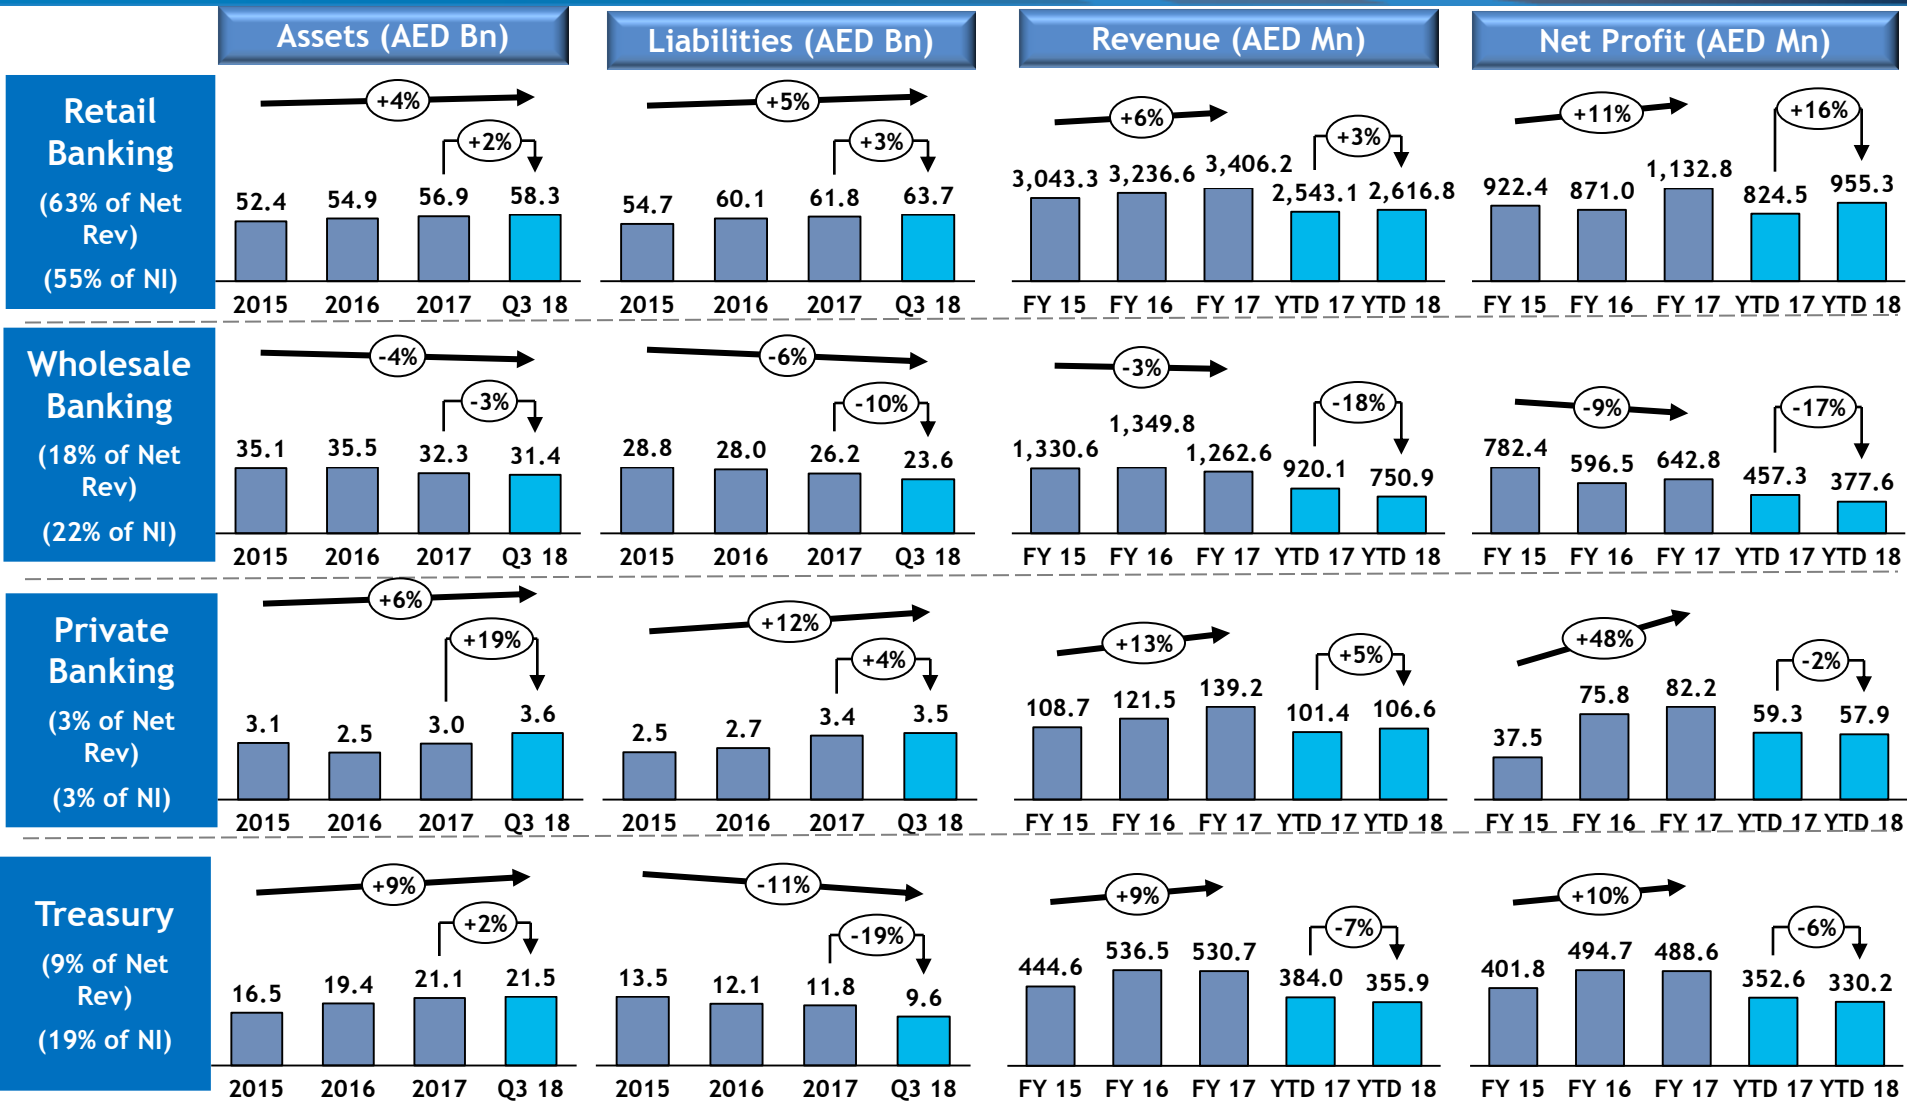 Assets (AED Bn)
Liabilities (AED Bn)
Revenue (AED Mn)
Net Profit (AED Mn)
Retail
Banking
(63% of Net
Rev)
(55% of NI)
+4%
+2%
52.4 54.9 56.9 58.3
2015 2016 2017 Q3 18
+5%
+3%
54.7 60.1 61.8 63.7
2015 2016 2017 Q3 18
+6%
+3%
3,043.3 3,236.6 3,406.2 2,543.1 2,616.8
FY 15 FY 16 FY 17 YTD 17 YTD 18
+11%
+16%
922.4 871.0 1,132.8 824.5 955.3
FY 15 FY 16 FY 17 YTD 17 YTD 18
Wholesale
Banking
(18% of Net
Rev)
(22% of NI)
-4%
-3%
35.1 35.5 32.3 31.4
2015 2016 2017 Q3 18
-6%
-10%
28.8 28.0 26.2 23.6
2015 2016 2017 Q3 18
-3%
-18%
1,330.6 1,349.8 1,262.6 920.1 750.9
FY 15 FY 16 FY 17 YTD 17 YTD 18
-9%
-17%
782.4 596.5 642.8 457.3 377.6
FY 15 FY 16 FY 17 YTD 17 YTD 18
Private
Banking
(3% of Net
Rev)
(3% of NI)
+6%
+19%
3.1 2.5 3.0 3.6
2015 2016 2017 Q3 18
+12%
+4%
2.5 2.7 3.4 3.5
2015 2016 2017 Q3 18
+13%
+5%
108.7 121.5 139.2 101.4 106.6
FY 15 FY 16 FY 17 YTD 17 YTD 18
+48%
-2%
37.5 75.8 82.2 59.3 57.9
FY 15 FY 16 FY 17 YTD 17 YTD 18
Treasury
(9% of Net
Rev)
(19% of NI)
+9%
+2%
16.5 19.4 21.1 21.5
2015 2016 2017 Q3 18
-11%
-19%
13.5 12.1 11.8 9.6
2015 2016 2017 Q3 18
+9%
-7%
444.6 536.5 530.7 384.0 355.9
FY 15 FY 16 FY 17 YTD 17 YTD 18
+10%
-6%
401.8 494.7 488.6 352.6 330.2
FY 15 FY 16 FY 17 YTD 17 YTD 18